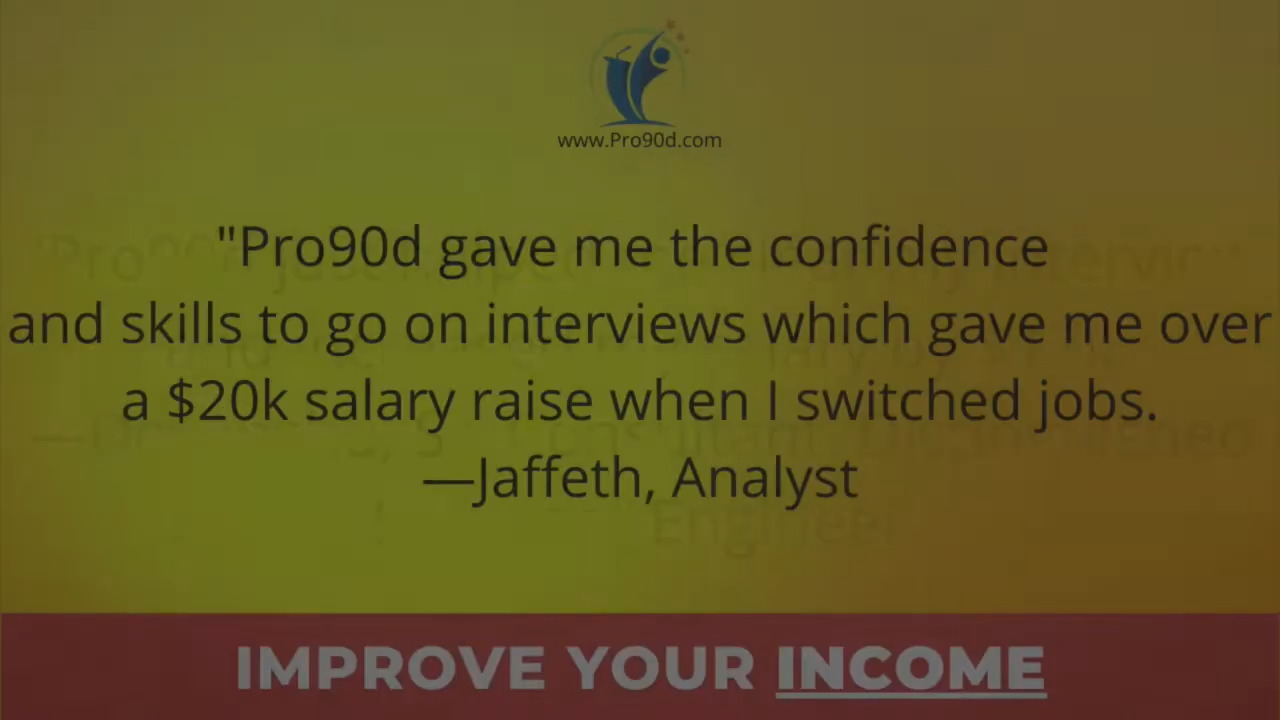 www.Pro90d.com
"Pro90d gave me the confidence
and skills to go on interviews which gave me over
a $20k salary raise when I switched jobs.
—Jaffeth, Analyst
Engineer
IMPROVE YOUR INCOME